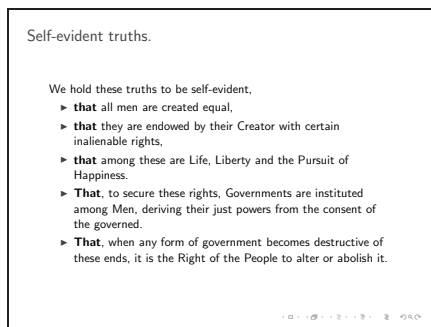 Self-evident truths.
We hold these truths to be self-evident,
▶ that all men are created equal,
▶ that they are endowed by their Creator with certain
inalienable rights,
▶ that among these are Life, Liberty and the Pursuit of
Happiness.
▶ That, to secure these rights, Governments are instituted
among Men, deriving their just powers from the consent of
the governed.
▶ That, when any form of government becomes destructive of
these ends, it is the Right of the People to alter or abolish it.